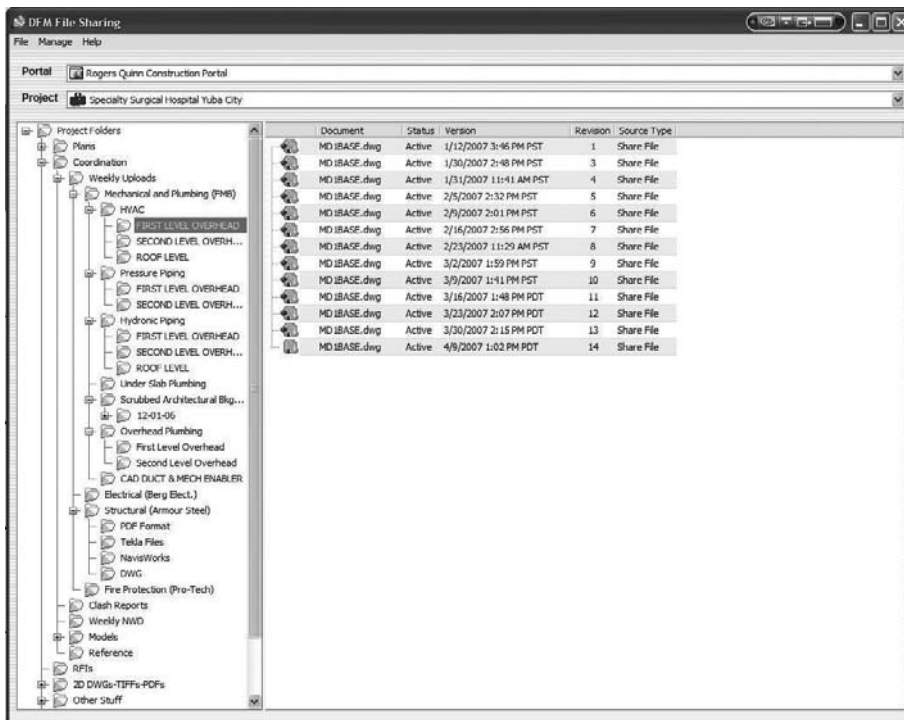 DFM File Sharing
File Manage Help
Portal Rogers Quinn Construction Portal
Project Specialty Surgical Hospital Yuba City
Project Folders
Plans
Coordination
Weekly Uploads
Mechanical and Plumbing (FMB)
HVAC
FIRST LEVEL OVERHEAD
SECOND LEVEL OVERH...
ROOF LEVEL
Pressure Piping
FIRST LEVEL OVERHEAD
SECOND LEVEL OVERH...
Hydronic Piping
FIRST LEVEL OVERHEAD
SECOND LEVEL OVERH...
ROOF LEVEL
Under Slab Plumbing
Scrubbed Architectural Bkg...
12-01-06
Overhead Plumbing
First Level Overhead
Second Level Overhead
CAD DUCT & MECH ENABLER
Electrical (Berg Elect.)
Structural (Armour Steel)
PDF Format
Tekla Files
NavisWorks
DWG
Fire Protection (Pro-Tech)
Clash Reports
Weekly NWD
Models
Reference
RFIs
2D DWGs-TIFFs-PDFs
Other Stuff
Document Status Version Revision Source Type
MD1BASE.dwg Active 1/12/2007 3:46 PM PST 1 Share File
MD1BASE.dwg Active 1/30/2007 2:48 PM PST 3 Share File
MD1BASE.dwg Active 1/31/2007 11:41 AM PST 4 Share File
MD1BASE.dwg Active 2/5/2007 2:32 PM PST 5 Share File
MD1BASE.dwg Active 2/9/2007 2:01 PM PST 6 Share File
MD1BASE.dwg Active 2/16/2007 2:56 PM PST 7 Share File
MD1BASE.dwg Active 2/23/2007 11:29 AM PST 8 Share File
MD1BASE.dwg Active 3/2/2007 1:59 PM PST 9 Share File
MD1BASE.dwg Active 3/9/2007 1:41 PM PST 10 Share File
MD1BASE.dwg Active 3/16/2007 1:48 PM PDT 11 Share File
MD1BASE.dwg Active 3/23/2007 2:07 PM PDT 12 Share File
MD1BASE.dwg Active 3/30/2007 2:15 PM PDT 13 Share File
MD1BASE.dwg Active 4/9/2007 1:02 PM PDT 14 Share File